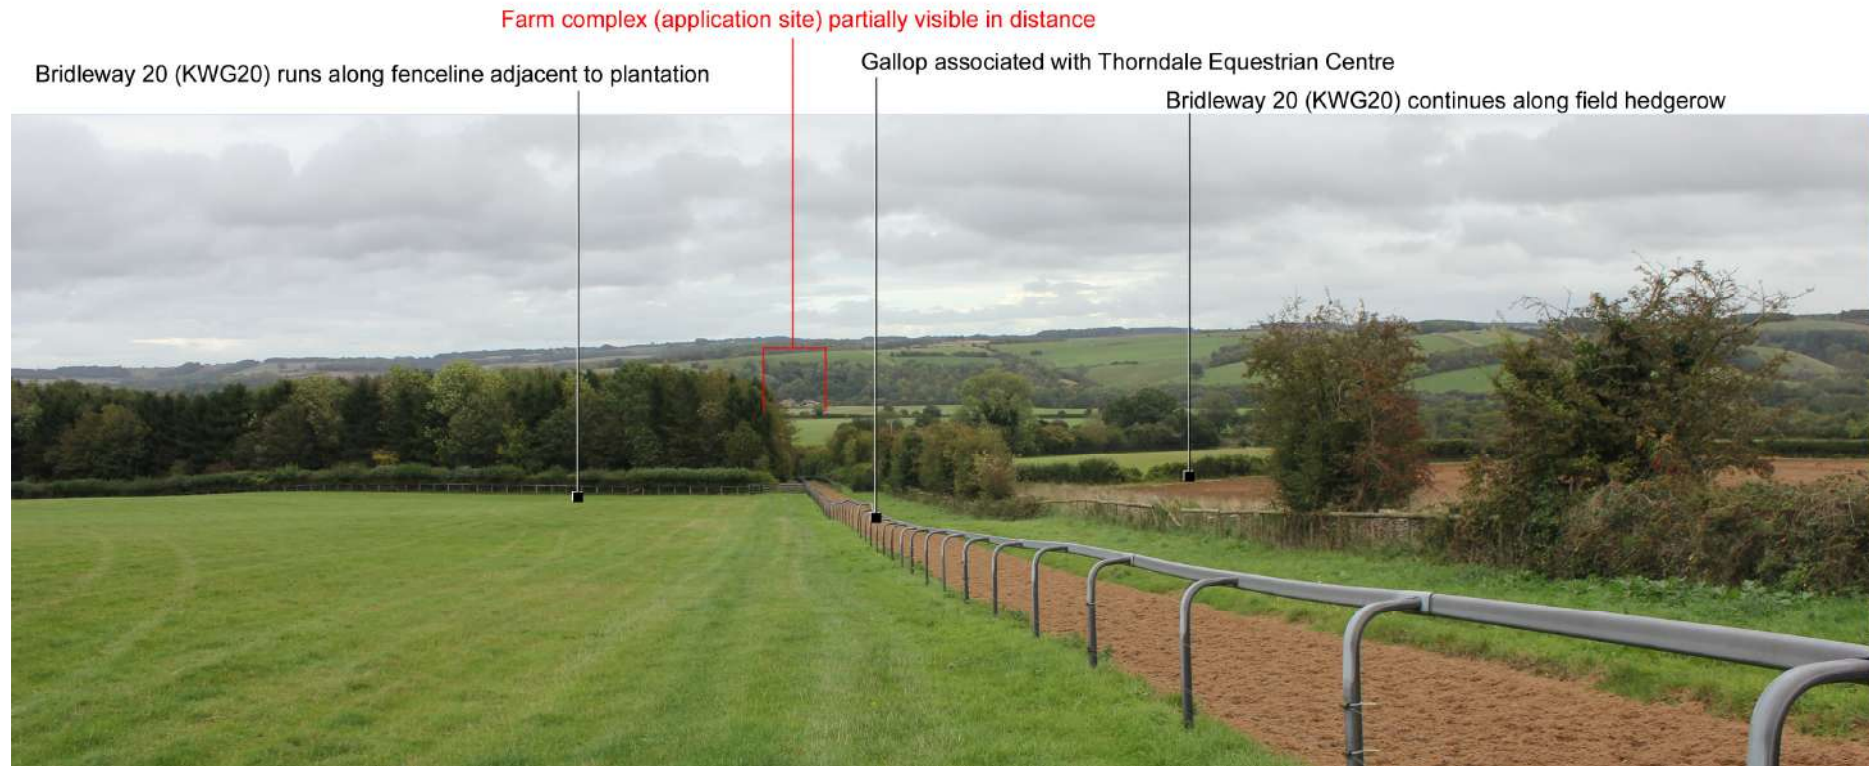 Farm complex (application site) partially visible in distance
Gallop associated with Thorndale Equestrian Centre
Bridleway 20 (KWG20) runs along fenceline adjacent to plantation
Bridleway 20 (KWG20) continues along field hedgerow